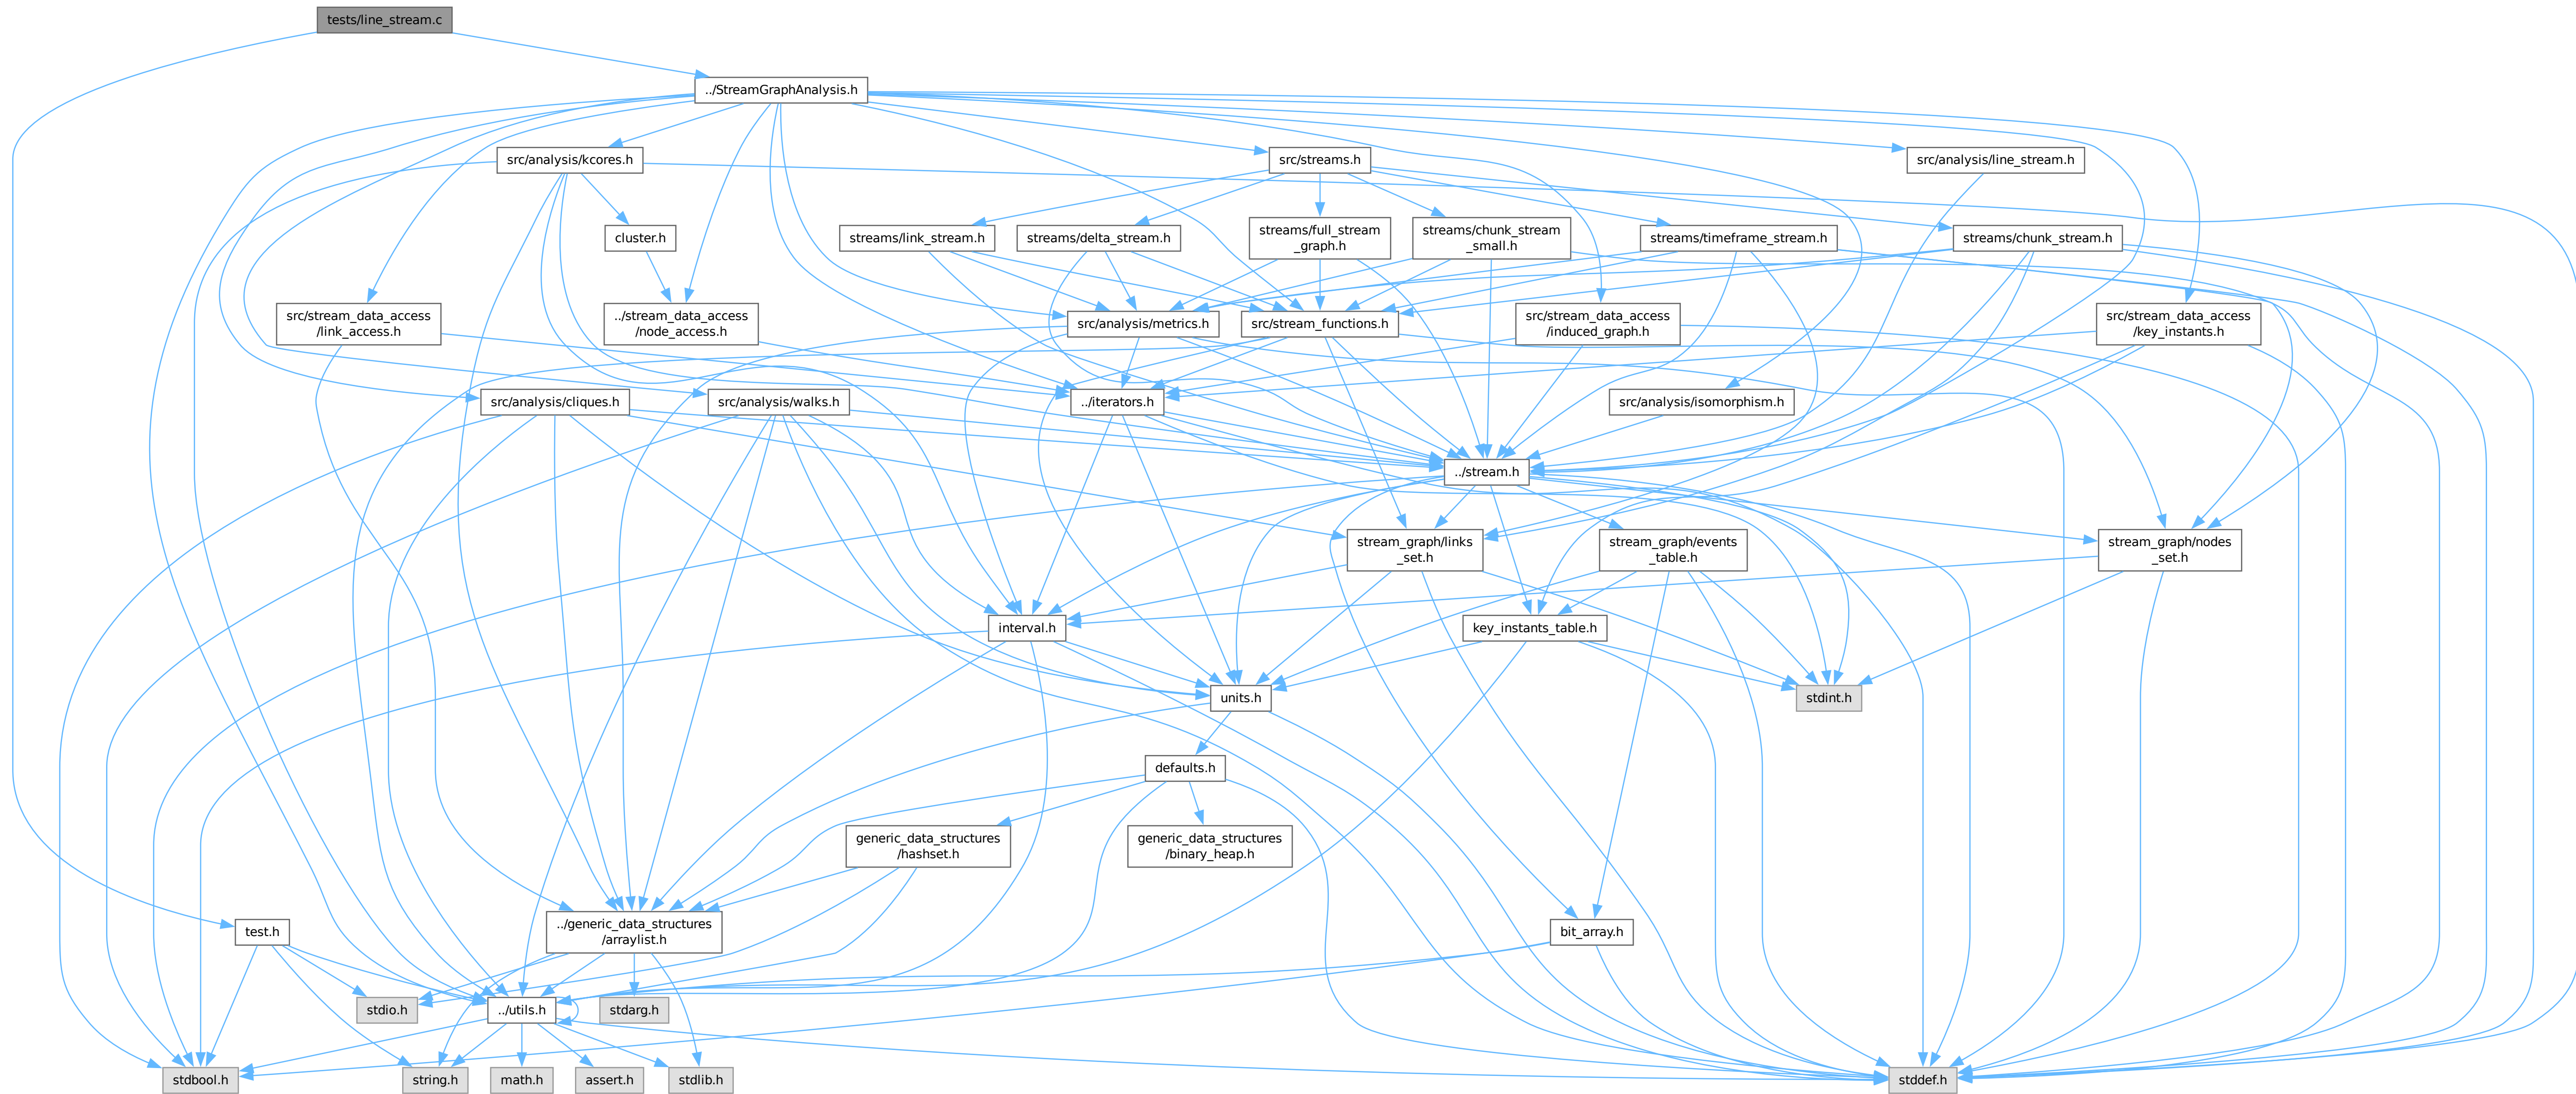 tests/line_stream.c
../StreamGraphAnalysis.h
src/analysis/kcores.h
src/streams.h
src/analysis/line_stream.h
cluster.h
streams/link_stream.h
streams/delta_stream.h
streams/full_stream
_graph.h
streams/chunk_stream
_small.h
streams/timeframe_stream.h
streams/chunk_stream.h
src/stream_data_access
/link_access.h
../stream_data_access
/node_access.h
src/analysis/metrics.h
src/stream_functions.h
src/stream_data_access
/induced_graph.h
src/stream_data_access
/key_instants.h
src/analysis/cliques.h
src/analysis/walks.h
../iterators.h
src/analysis/isomorphism.h
../stream.h
stream_graph/links
_set.h
stream_graph/events
_table.h
stream_graph/nodes
_set.h
interval.h
key_instants_table.h
units.h
stdint.h
defaults.h
generic_data_structures
/hashset.h
generic_data_structures
/binary_heap.h
test.h
../generic_data_structures
/arraylist.h
bit_array.h
stdio.h
../utils.h
stdarg.h
stdbool.h
string.h
math.h
assert.h
stdlib.h
stddef.h